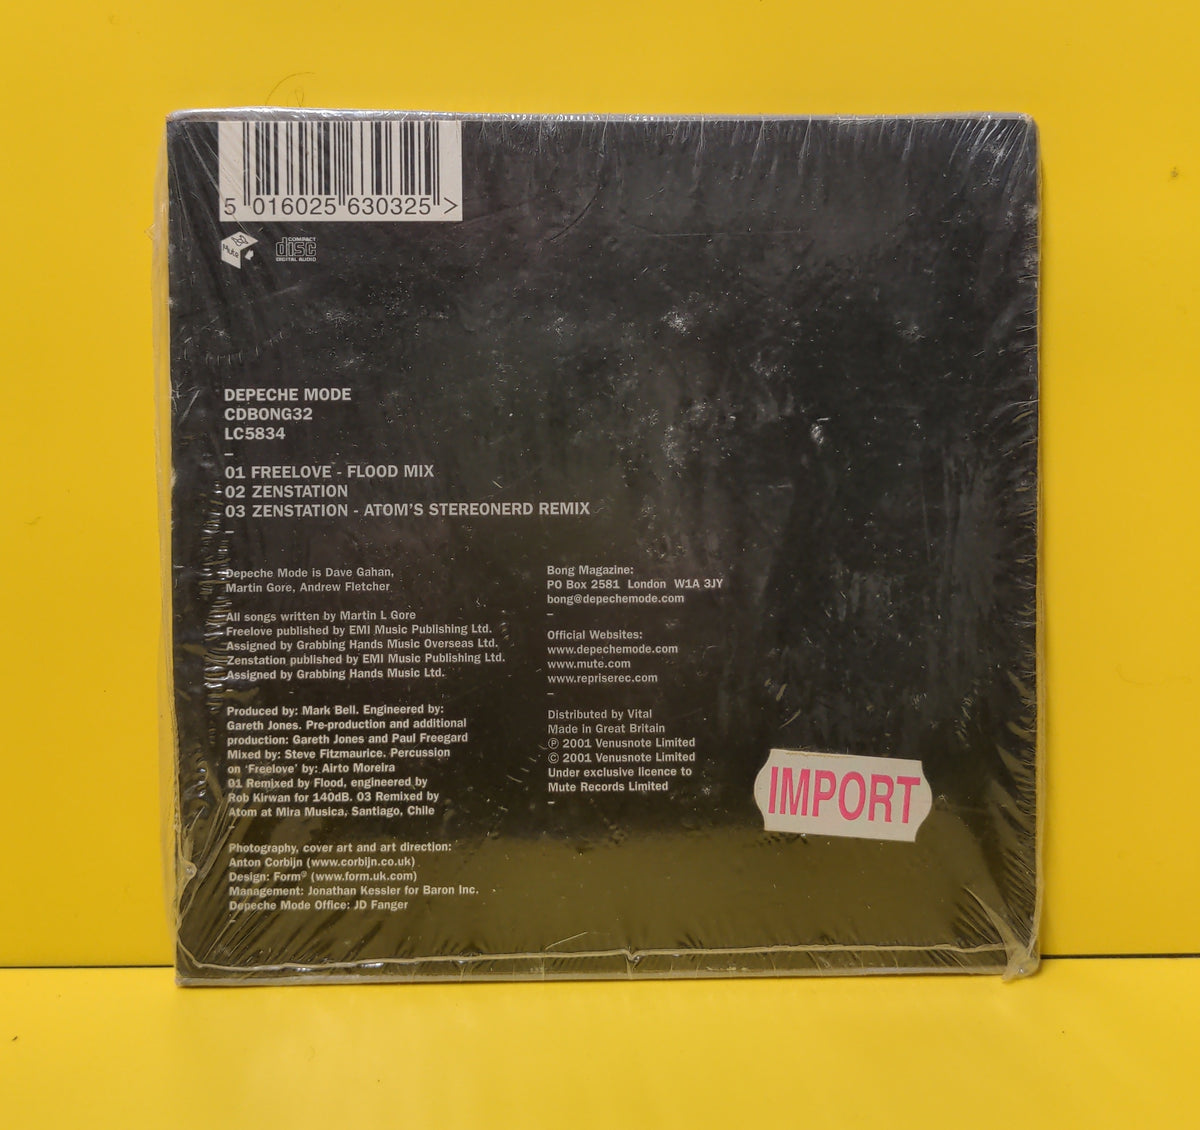 5 016025 630325 >
Mute
COMPACT
disc
DIGITAL AUDIO
DEPECHE MODE
CDBONG32
LC5834
–
01 FREELOVE - FLOOD MIX
02 ZENSTATION
03 ZENSTATION - ATOM'S STEREONERD REMIX
–
Depeche Mode is Dave Gahan,
Martin Gore, Andrew Fletcher
All songs written by Martin L Gore
Freelove published by EMI Music Publishing Ltd.
Assigned by Grabbing Hands Music Overseas Ltd.
Zenstation published by EMI Music Publishing Ltd.
Assigned by Grabbing Hands Music Ltd.
Produced by: Mark Bell. Engineered by:
Gareth Jones. Pre-production and additional
production: Gareth Jones and Paul Freegard
Mixed by: Steve Fitzmaurice. Percussion
on 'Freelove' by: Airto Moreira
01 Remixed by Flood, engineered by
Rob Kirwan for 140dB. 03 Remixed by
Atom at Mira Musica, Santiago, Chile
–
Photography, cover art and art direction:
Anton Corbijn (www.corbijn.co.uk)
Design: Form® (www.form.uk.com)
Management: Jonathan Kessler for Baron Inc.
Depeche Mode Office: JD Fanger
–
Bong Magazine:
PO Box 2581 London W1A 3JY
bong@depechemode.com
–
Official Websites:
www.depechemode.com
www.mute.com
www.repriserec.com
–
Distributed by Vital
Made in Great Britain
℗ 2001 Venusnote Limited
© 2001 Venusnote Limited
Under exclusive licence to
Mute Records Limited
–
IMPORT